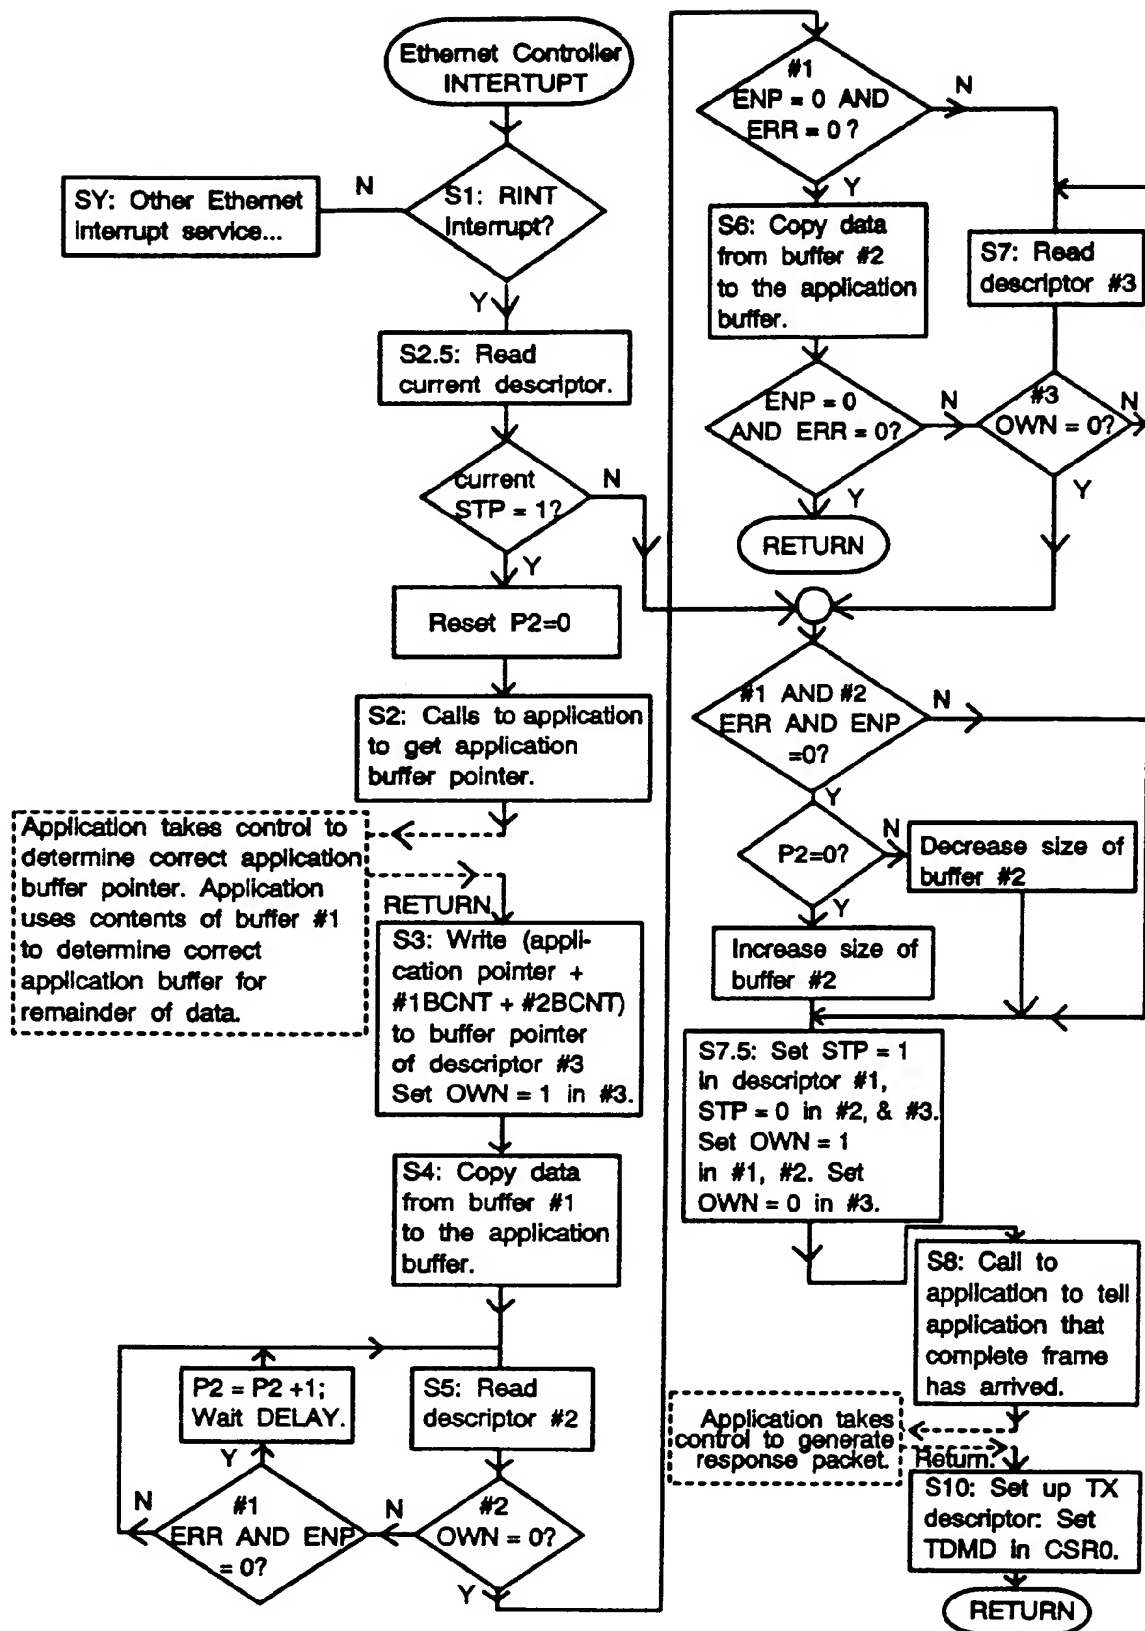 Ethernet Controller
INTERTUPT
S1: RINT
Interrupt?
N
SY: Other Ethernet
interrupt service...
Y
S2.5: Read
current descriptor.
current
STP = 1?
N
Y
Reset P2=0
S2: Calls to application
to get application
buffer pointer.
Application takes control to
determine correct application
buffer pointer. Application
uses contents of buffer #1
to determine correct
application buffer for
remainder of data.
RETURN
S3: Write (appli-
cation pointer +
#1BCNT + #2BCNT)
to buffer pointer
of descriptor #3
Set OWN = 1 in #3.
S4: Copy data
from buffer #1
to the application
buffer.
P2 = P2 +1;
Wait DELAY.
S5: Read
descriptor #2
Y
N
#1
ERR AND ENP
= 0?
N
#2
OWN = 0?
Y
#1
ENP = 0 AND
ERR = 0 ?
N
Y
S6: Copy data
from buffer #2
to the application
buffer.
S7: Read
descriptor #3
ENP = 0
AND ERR = 0?
N
#3
OWN = 0?
N
Y
Y
RETURN
#1 AND #2
ERR AND ENP
=0?
N
Y
P2=0?
N
Decrease size of
buffer #2
Y
Increase size of
buffer #2
S7.5: Set STP = 1
in descriptor #1,
STP = 0 in #2, & #3.
Set OWN = 1
in #1, #2. Set
OWN = 0 in #3.
S8: Call to
application to tell
application that
complete frame
has arrived.
Application takes
control to generate
response packet.
Return.
S10: Set up TX
descriptor: Set
TDMD in CSR0.
RETURN